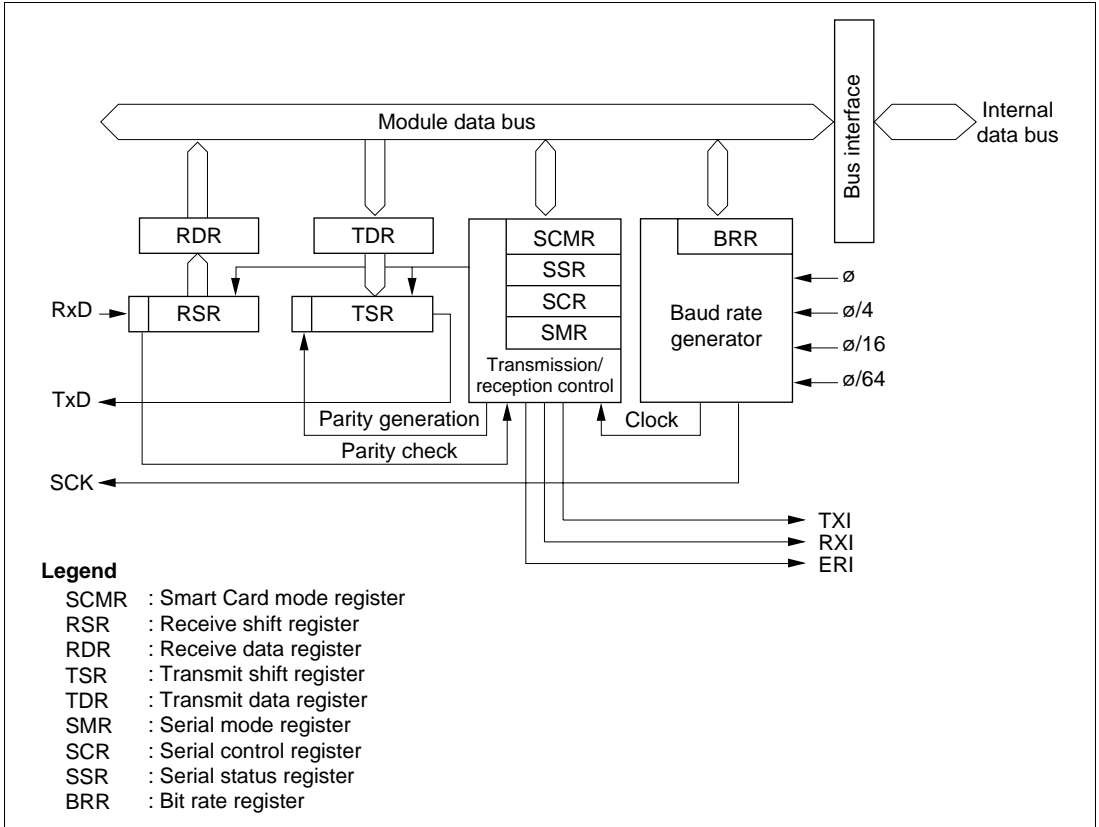 Module data bus
Bus interface
Internal
data bus
RDR
TDR
SCMR
SSR
SCR
SMR
Transmission/
reception control
BRR
Baud rate
generator
ø
ø/4
ø/16
ø/64
RxD
RSR
TSR
TxD
Parity generation
Parity check
Clock
SCK
TXI
RXI
ERI
Legend
SCMR : Smart Card mode register
RSR : Receive shift register
RDR : Receive data register
TSR : Transmit shift register
TDR : Transmit data register
SMR : Serial mode register
SCR : Serial control register
SSR : Serial status register
BRR : Bit rate register